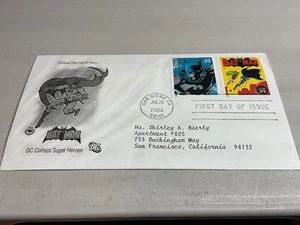 SAN DIEGO CA
JUL 20
2006
92101
FIRST DAY OF ISSUE
BATMAN
BATMAN
DC Comics Super Heroes
DC
Ms. Shirley A. Bierly
Apartment #805
755 Buckingham Way
San Francisco, California 94132